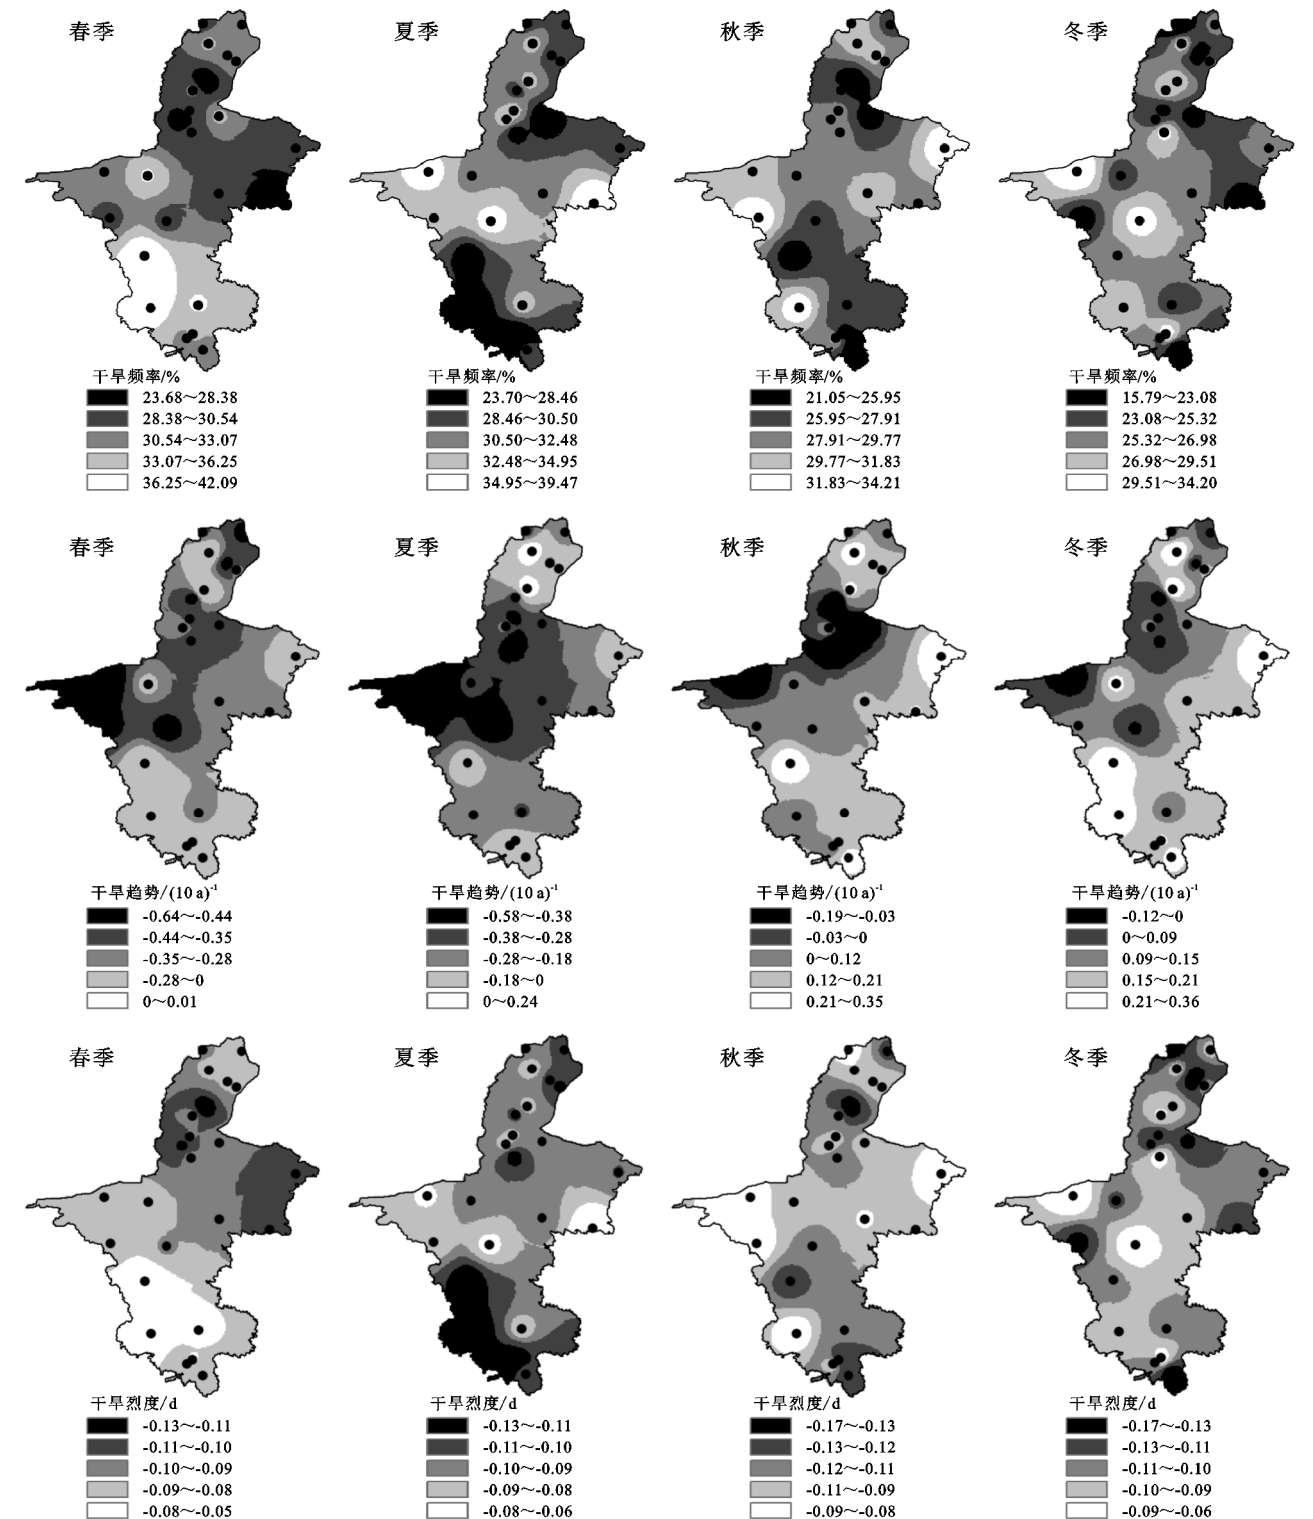 春季
夏季
秋季
冬季
干旱频率/%
23.68～28.38
28.38～30.54
30.54～33.07
33.07～36.25
36.25～42.09
干旱频率/%
23.70～28.46
28.46～30.50
30.50～32.48
32.48～34.95
34.95～39.47
干旱频率/%
21.05～25.95
25.95～27.91
27.91～29.77
29.77～31.83
31.83～34.21
干旱频率/%
15.79～23.08
23.08～25.32
25.32～26.98
26.98～29.51
29.51～34.20
春季
夏季
秋季
冬季
干旱趋势/(10 a)⁻¹
-0.64～-0.44
-0.44～-0.35
-0.35～-0.28
-0.28～0
0～0.01
干旱趋势/(10 a)⁻¹
-0.58～-0.38
-0.38～-0.28
-0.28～-0.18
-0.18～0
0～0.24
干旱趋势/(10 a)⁻¹
-0.19～-0.03
-0.03～0
0～0.12
0.12～0.21
0.21～0.35
干旱趋势/(10 a)⁻¹
-0.12～0
0～0.09
0.09～0.15
0.15～0.21
0.21～0.36
春季
夏季
秋季
冬季
干旱烈度/d
-0.13～-0.11
-0.11～-0.10
-0.10～-0.09
-0.09～-0.08
-0.08～-0.05
干旱烈度/d
-0.13～-0.11
-0.11～-0.10
-0.10～-0.09
-0.09～-0.08
-0.08～-0.06
干旱烈度/d
-0.17～-0.13
-0.13～-0.12
-0.12～-0.11
-0.11～-0.09
-0.09～-0.08
干旱烈度/d
-0.17～-0.13
-0.13～-0.11
-0.11～-0.10
-0.10～-0.09
-0.09～-0.06